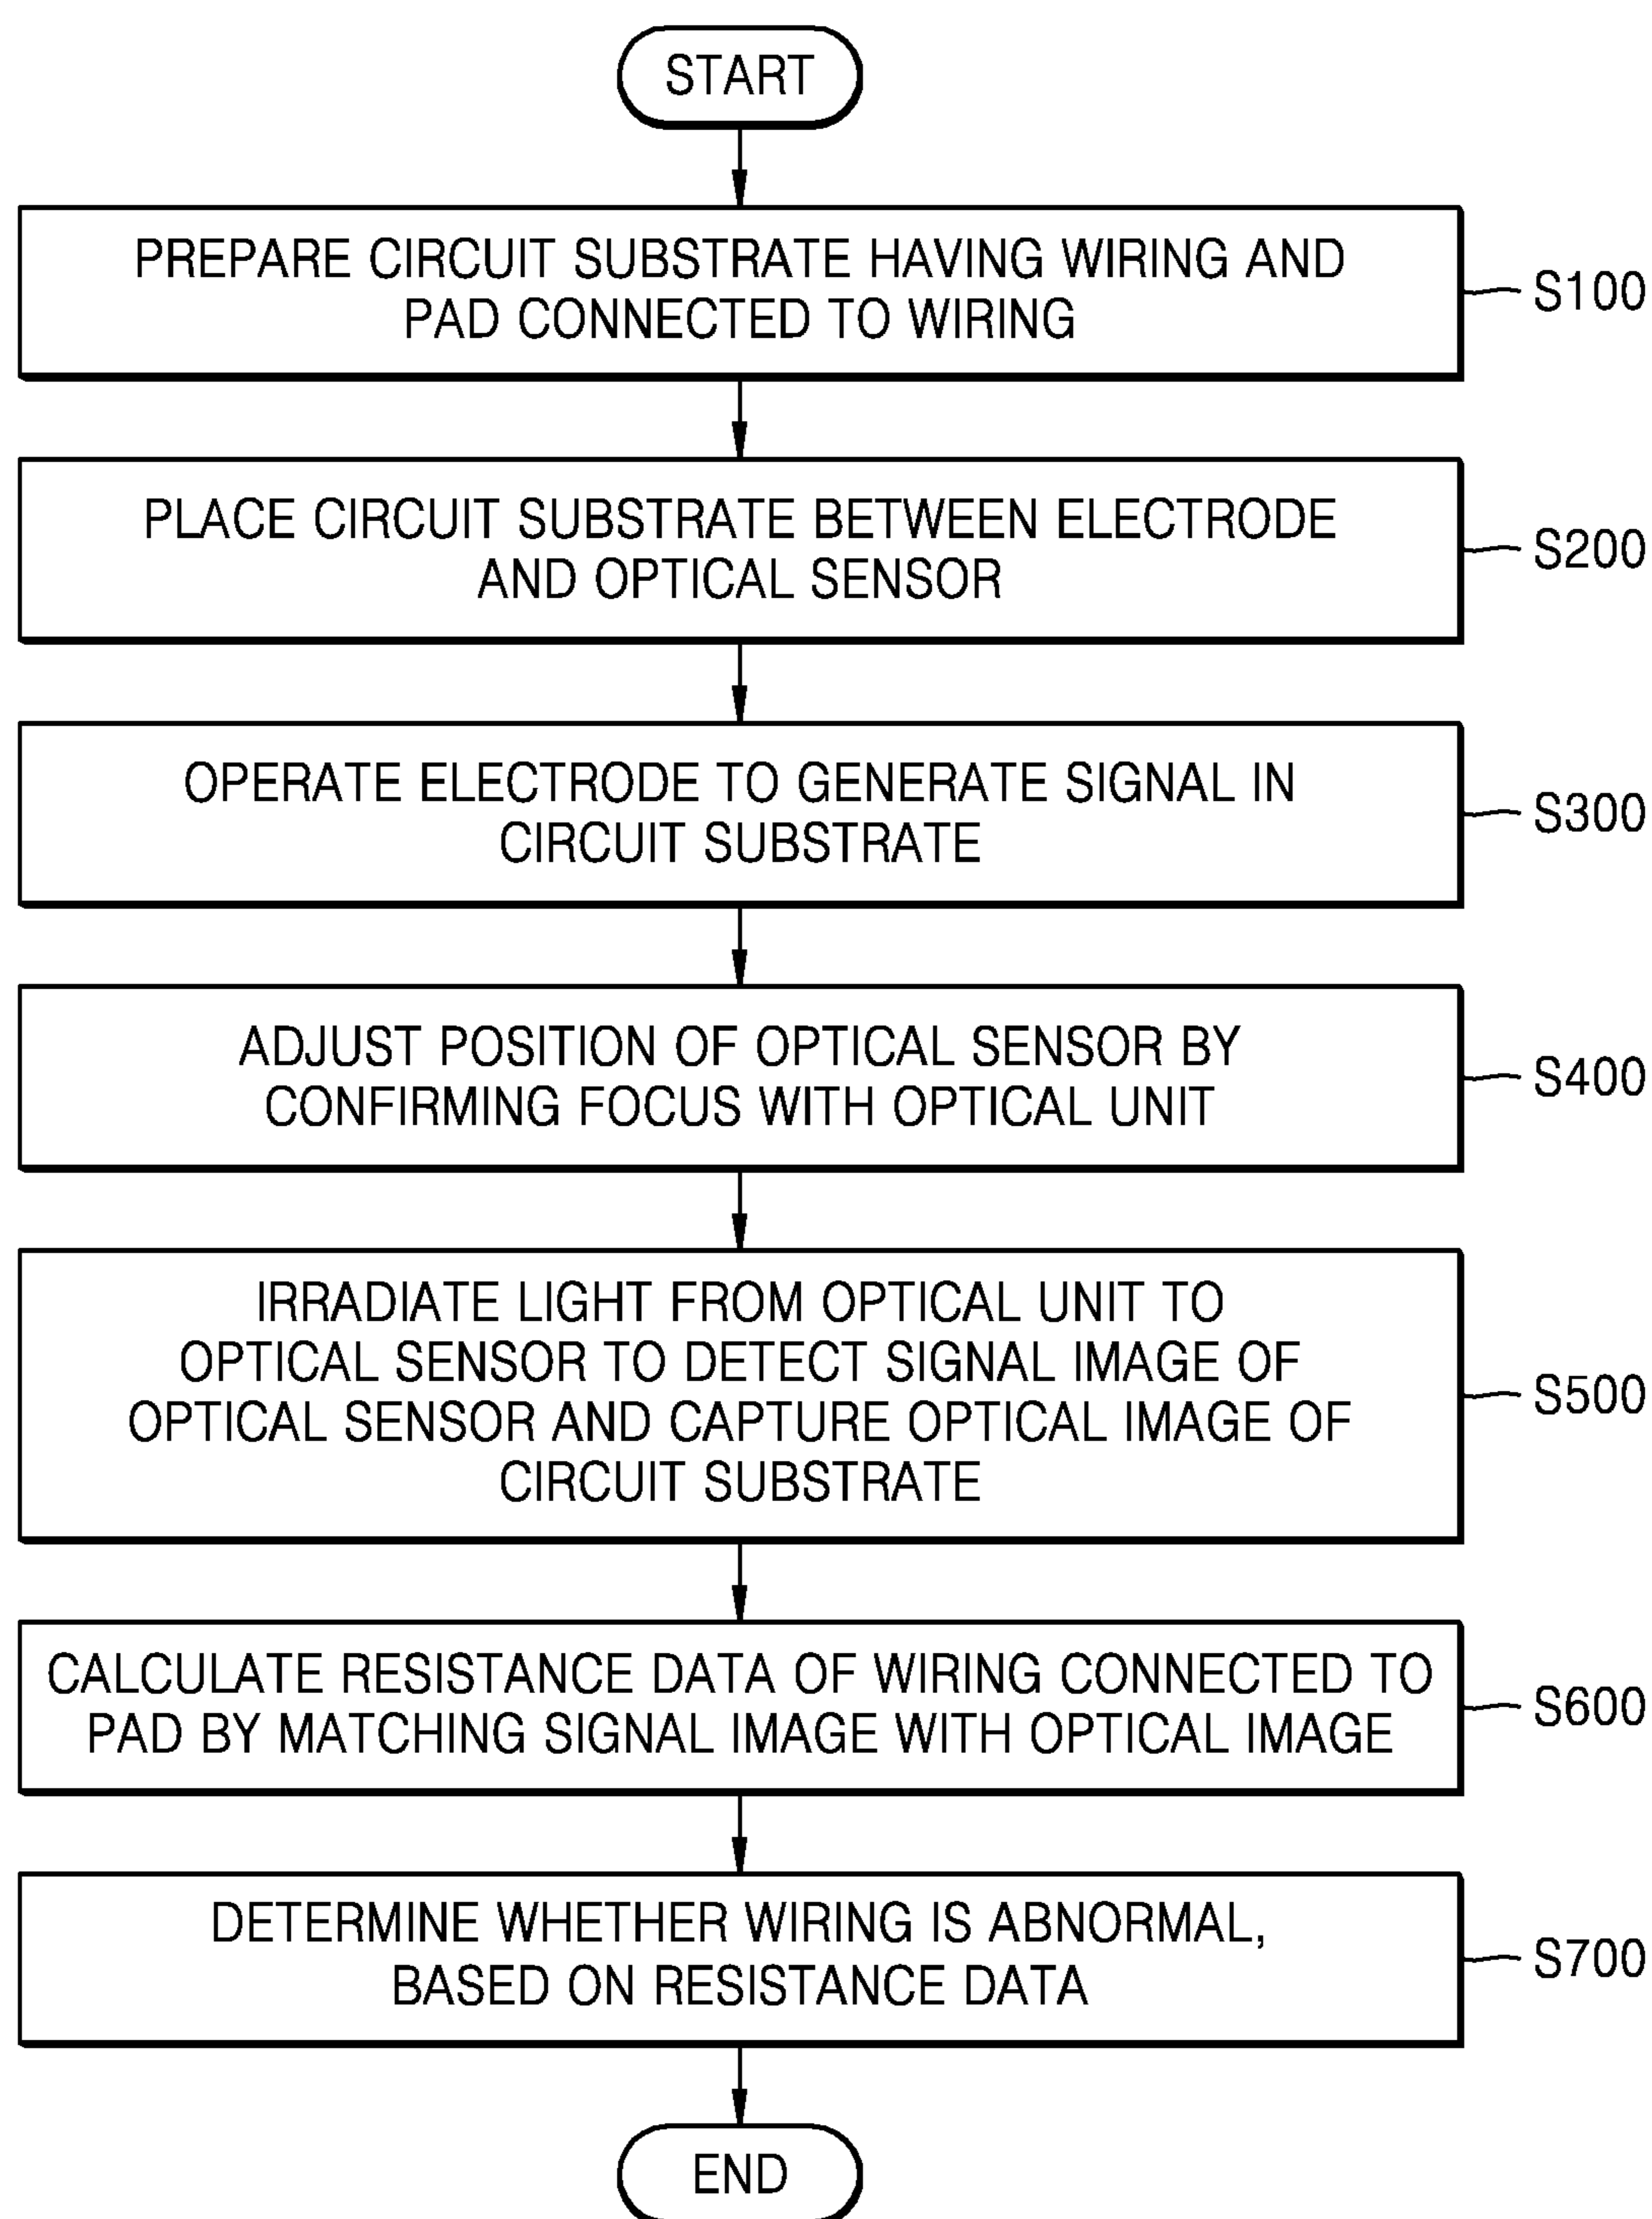 START
PREPARE CIRCUIT SUBSTRATE HAVING WIRING AND
PAD CONNECTED TO WIRING
S100
PLACE CIRCUIT SUBSTRATE BETWEEN ELECTRODE
AND OPTICAL SENSOR
S200
OPERATE ELECTRODE TO GENERATE SIGNAL IN
CIRCUIT SUBSTRATE
S300
ADJUST POSITION OF OPTICAL SENSOR BY
CONFIRMING FOCUS WITH OPTICAL UNIT
S400
IRRADIATE LIGHT FROM OPTICAL UNIT TO
OPTICAL SENSOR TO DETECT SIGNAL IMAGE OF
OPTICAL SENSOR AND CAPTURE OPTICAL IMAGE OF
CIRCUIT SUBSTRATE
S500
CALCULATE RESISTANCE DATA OF WIRING CONNECTED TO
PAD BY MATCHING SIGNAL IMAGE WITH OPTICAL IMAGE
S600
DETERMINE WHETHER WIRING IS ABNORMAL,
BASED ON RESISTANCE DATA
S700
END